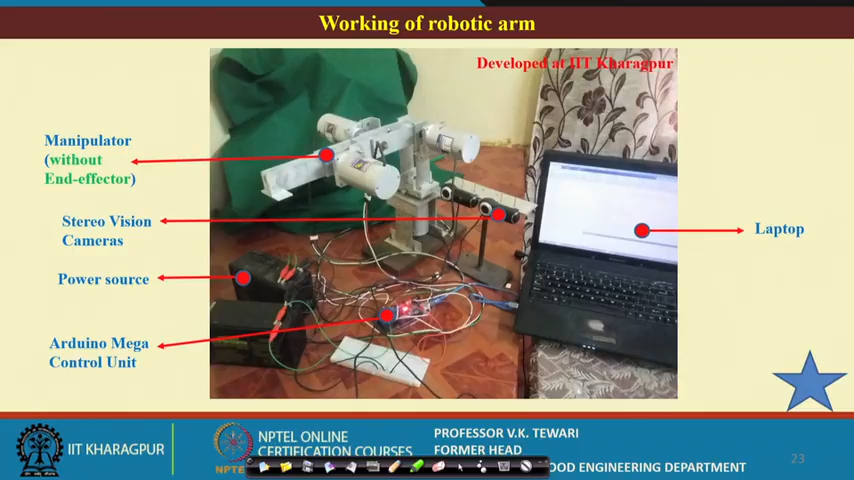 Working of robotic arm
Developed at IIT Kharagpur
Manipulator
(without
End-effector)
Stereo Vision
Cameras
Power source
Arduino Mega
Control Unit
Laptop
IIT KHARAGPUR
NPTEL
NPTEL ONLINE
CERTIFICATION COURSES
PROFESSOR V.K. TEWARI
FORMER HEAD
OOD ENGINEERING DEPARTMENT
23